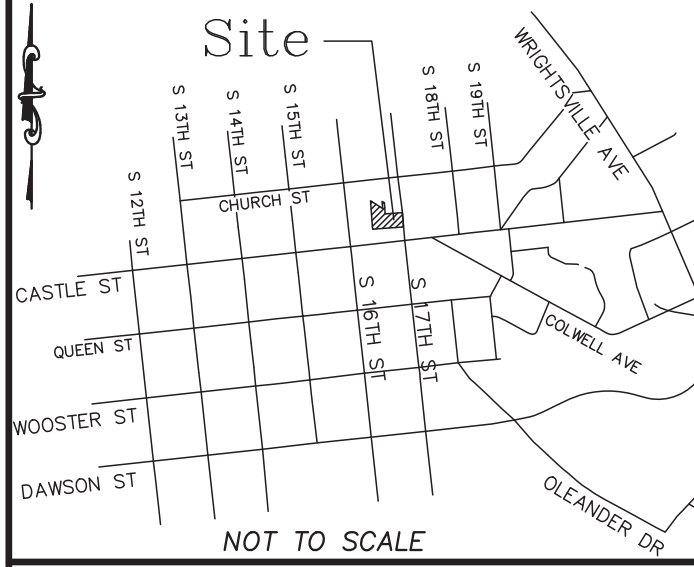 Site
WRIGHTSVILLE AVE
S 13TH ST
S 14TH ST
S 15TH ST
S 18TH ST
S 19TH ST
S 12TH ST
CHURCH ST
CASTLE ST
S 16TH ST
S 17TH ST
QUEEN ST
COLWELL AVE
WOOSTER ST
DAWSON ST
OLEANDER DR
NOT TO SCALE